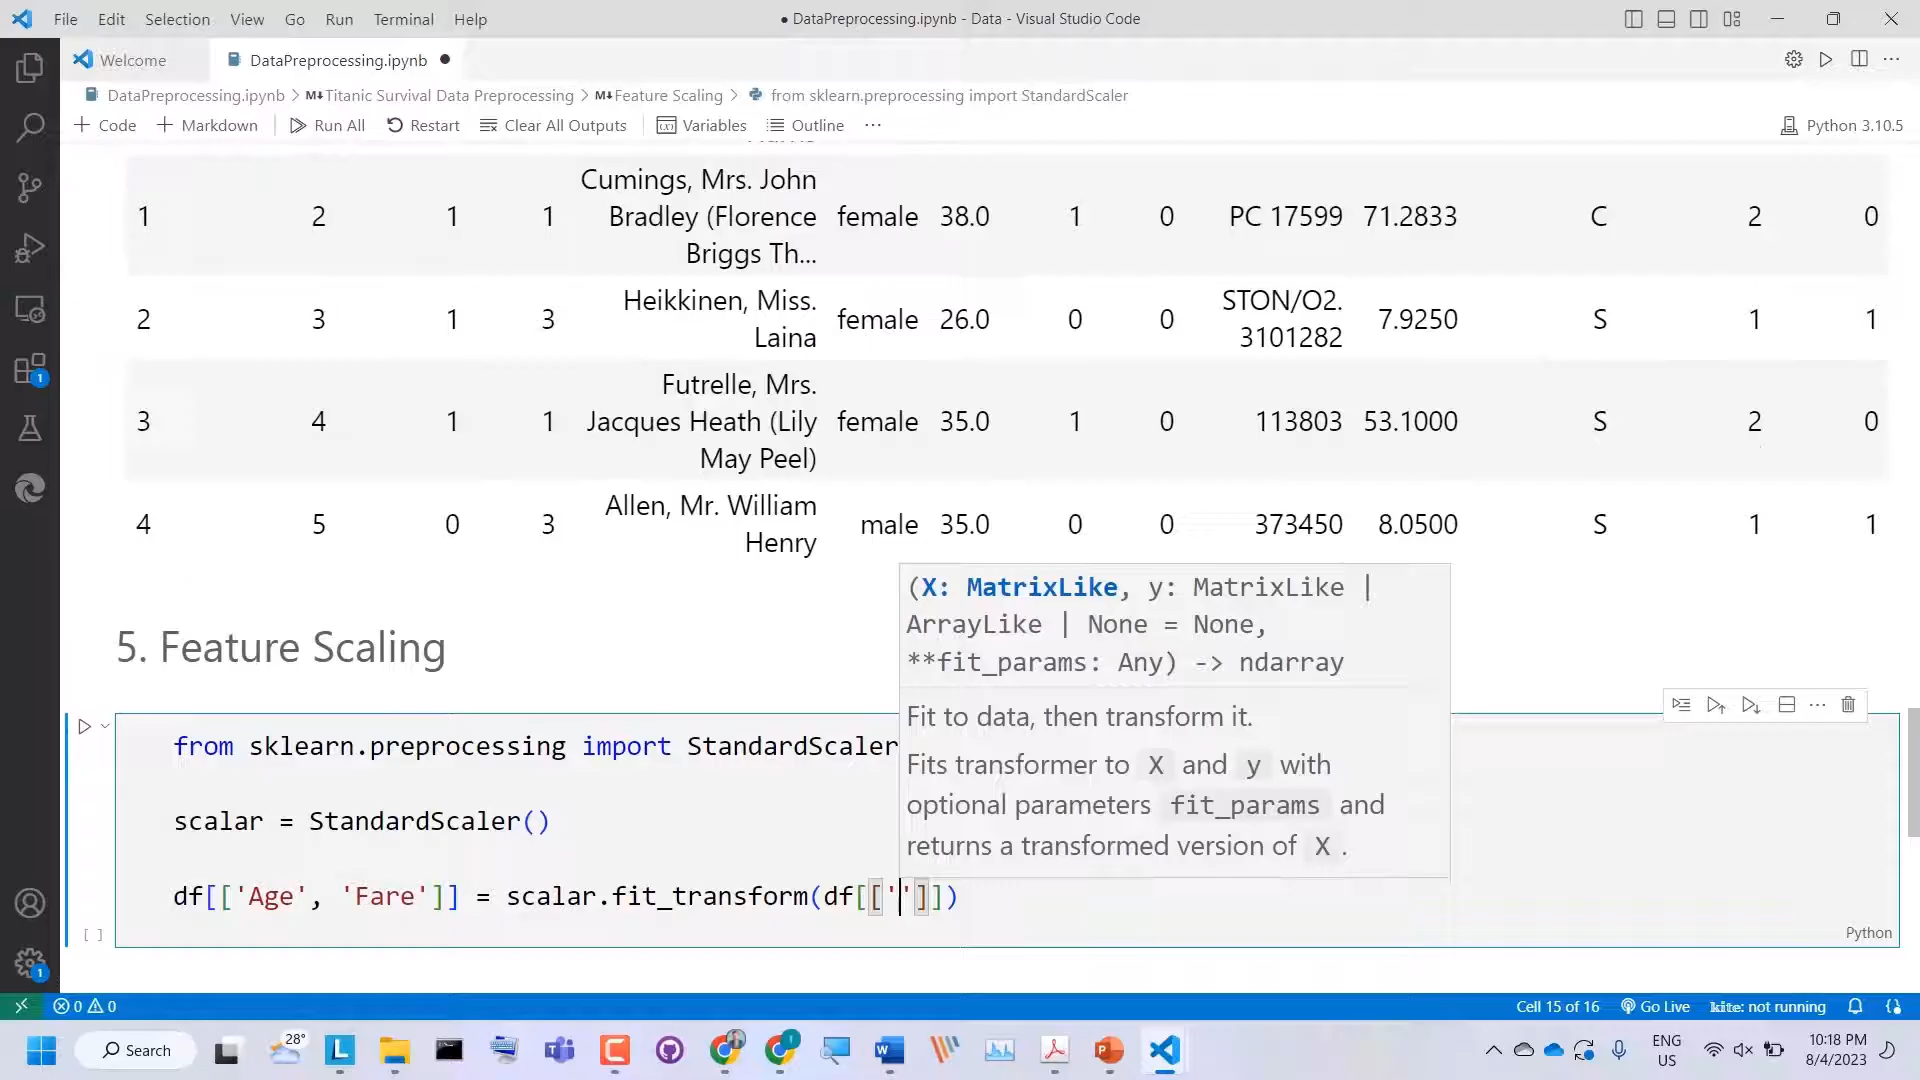 File Edit Selection View Go Run Terminal Help
● DataPreprocessing.ipynb - Data - Visual Studio Code
Welcome
DataPreprocessing.ipynb ●
DataPreprocessing.ipynb > M↓Titanic Survival Data Preprocessing > M↓Feature Scaling > from sklearn.preprocessing import StandardScaler
+ Code + Markdown Run All Restart Clear All Outputs Variables Outline ...
Python 3.10.5
Cumings, Mrs. John
1 2 1 1 Bradley (Florence female 38.0 1 0 PC 17599 71.2833 C 2 0
Briggs Th...
2 3 1 3 Heikkinen, Miss. Laina female 26.0 0 0 STON/O2. 3101282 7.9250 S 1 1
Futrelle, Mrs.
3 4 1 1 Jacques Heath (Lily female 35.0 1 0 113803 53.1000 S 2 0
May Peel)
4 5 0 3 Allen, Mr. William Henry male 35.0 0 0 373450 8.0500 S 1 1
5. Feature Scaling
(X: MatrixLike, y: MatrixLike |
ArrayLike | None = None,
**fit_params: Any) -> ndarray
Fit to data, then transform it.
Fits transformer to X and y with
optional parameters fit_params and
returns a transformed version of X .
from sklearn.preprocessing import StandardScaler
scalar = StandardScaler()
df[['Age', 'Fare']] = scalar.fit_transform(df[['']])
[ ]
Python
1
1
0 0
Cell 15 of 16 Go Live kite: not running
Search
28°
ENG
US
10:18 PM
8/4/2023